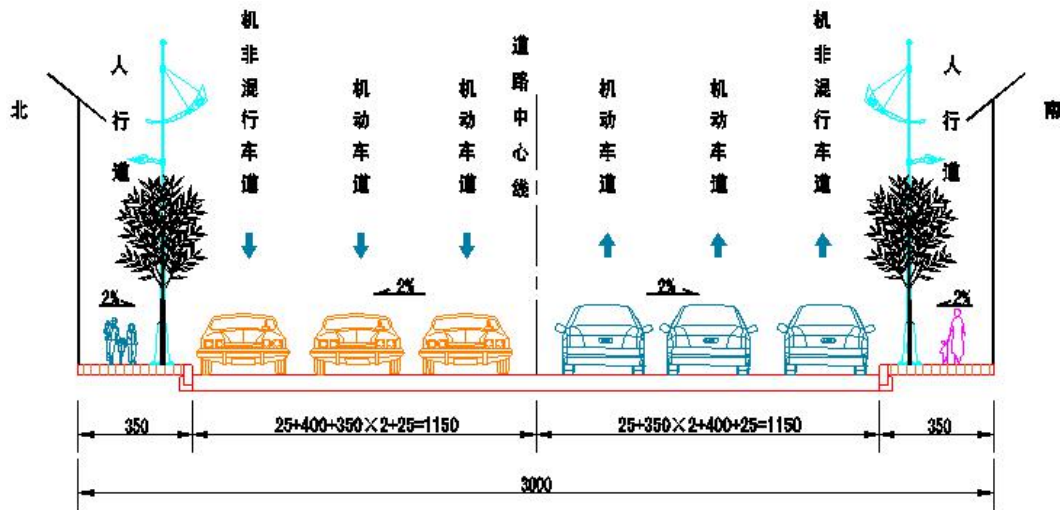 北
人行道
机非混行车道
机动车道
机动车道
道路中心线
机动车道
机动车道
机非混行车道
人行道
南
2%
2%
2%
2%
350
25+400+350×2+25=1150
25+350×2+400+25=1150
350
3000